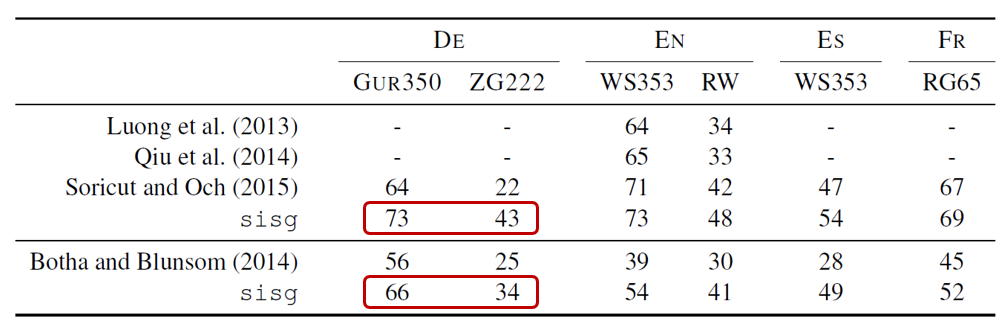 DE EN ES FR
GUR350 ZG222 WS353 RW WS353 RG65
Luong et al. (2013) - - 64 34 - -
Qiu et al. (2014) - - 65 33 - -
Soricut and Och (2015) 64 22 71 42 47 67
sisg 73 43 73 48 54 69
Botha and Blunsom (2014) 56 25 39 30 28 45
sisg 66 34 54 41 49 52